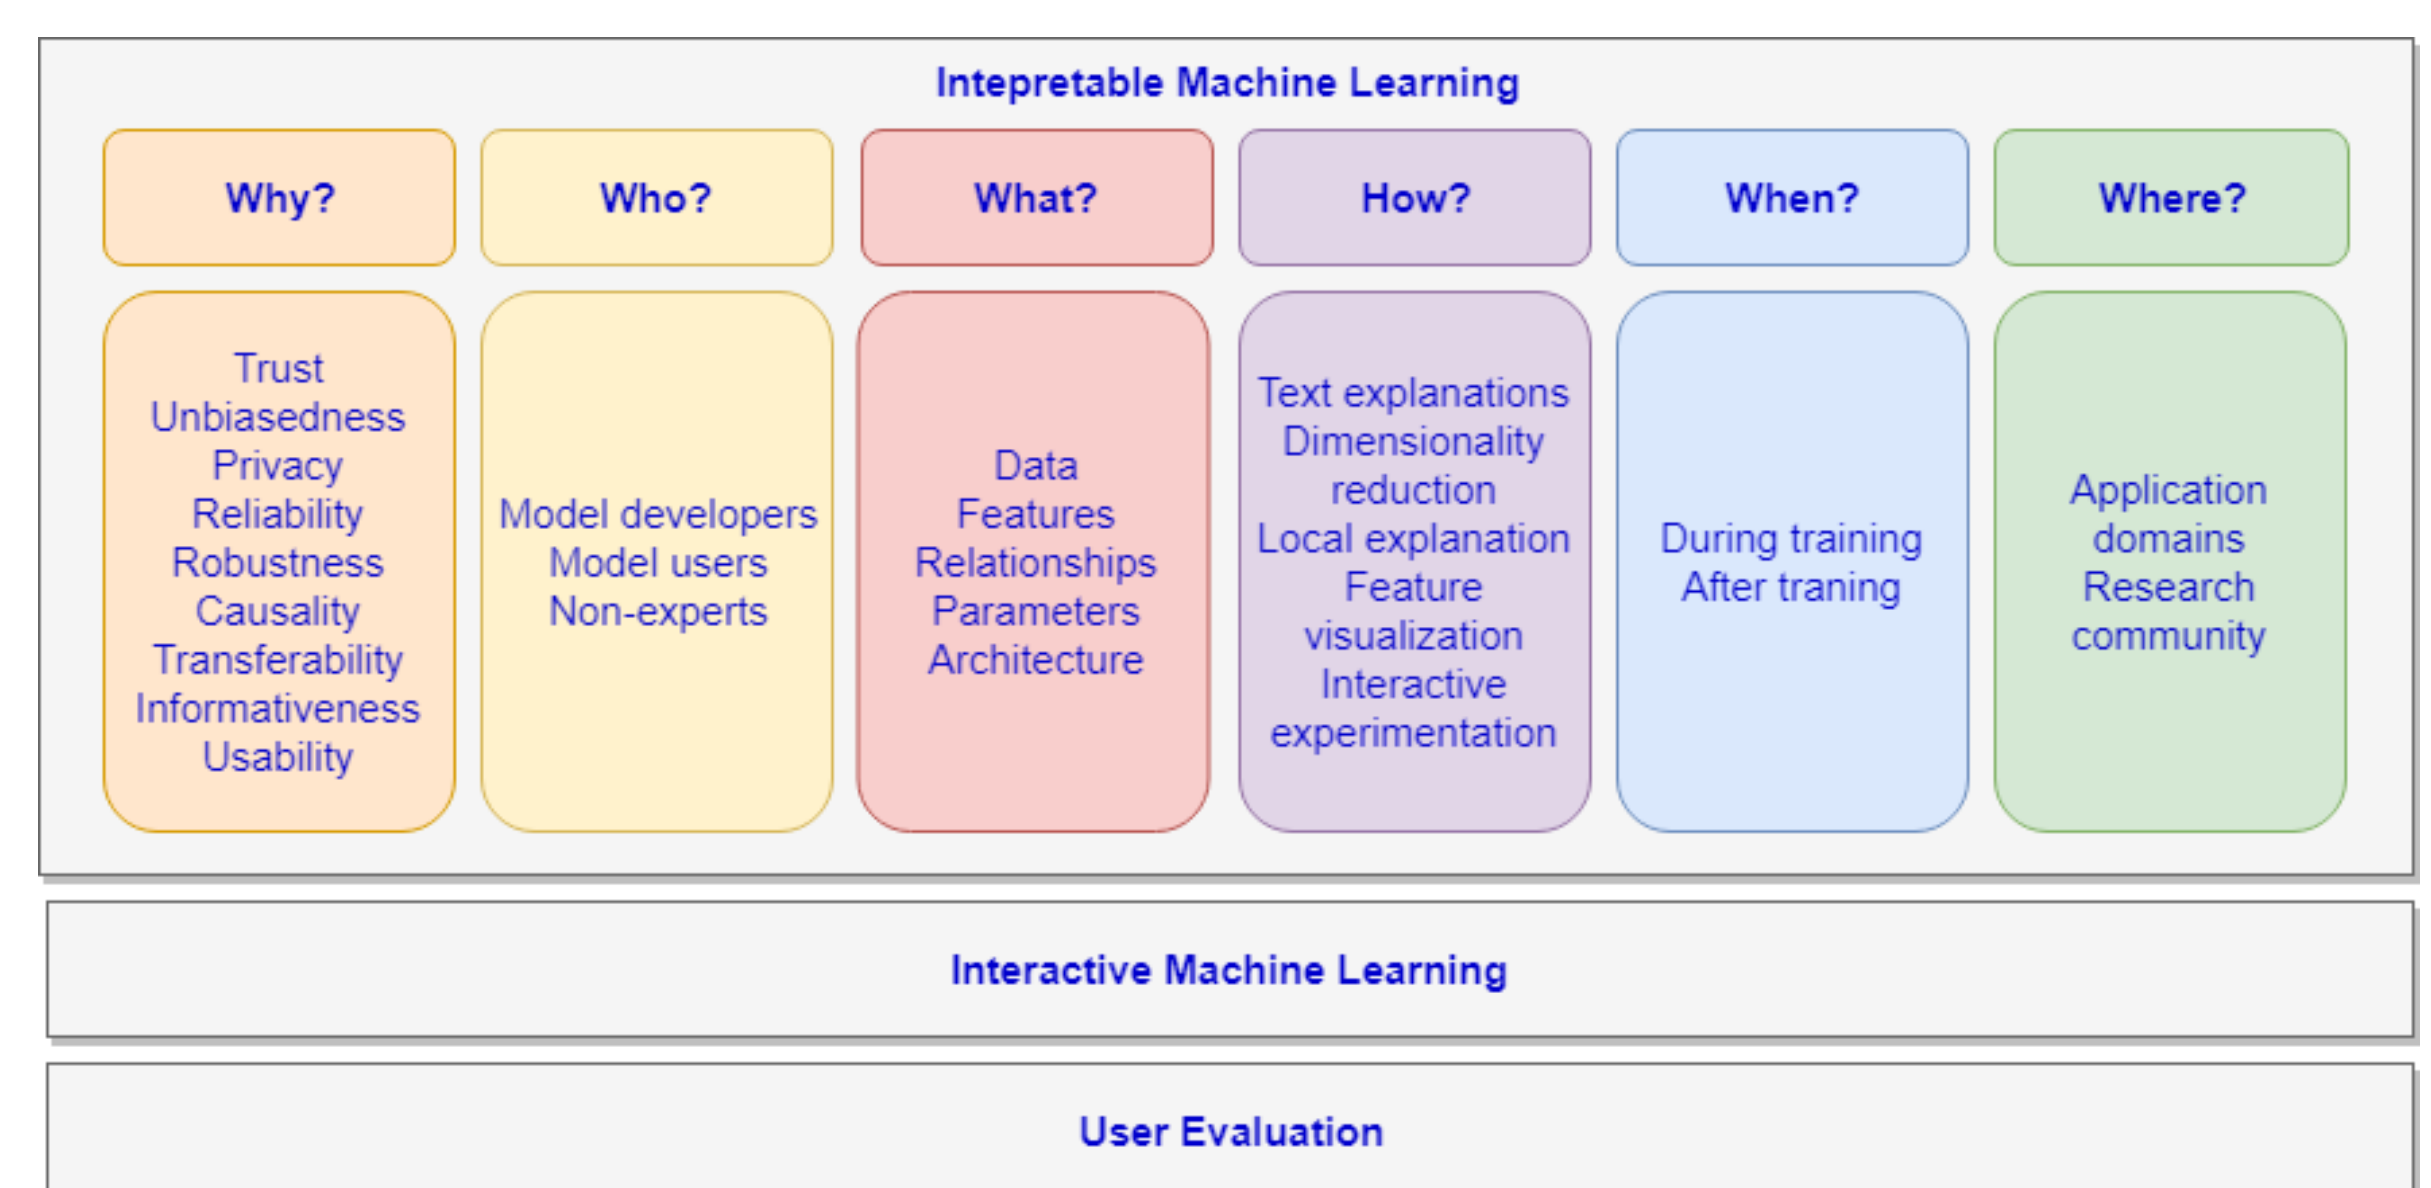 Intepretable Machine Learning
Why?
Who?
What?
How?
When?
Where?
Trust
Unbiasedness
Privacy
Reliability
Robustness
Causality
Transferability
Informativeness
Usability
Model developers
Model users
Non-experts
Data
Features
Relationships
Parameters
Architecture
Text explanations
Dimensionality
reduction
Local explanation
Feature
visualization
Interactive
experimentation
During training
After traning
Application
domains
Research
community
Interactive Machine Learning
User Evaluation